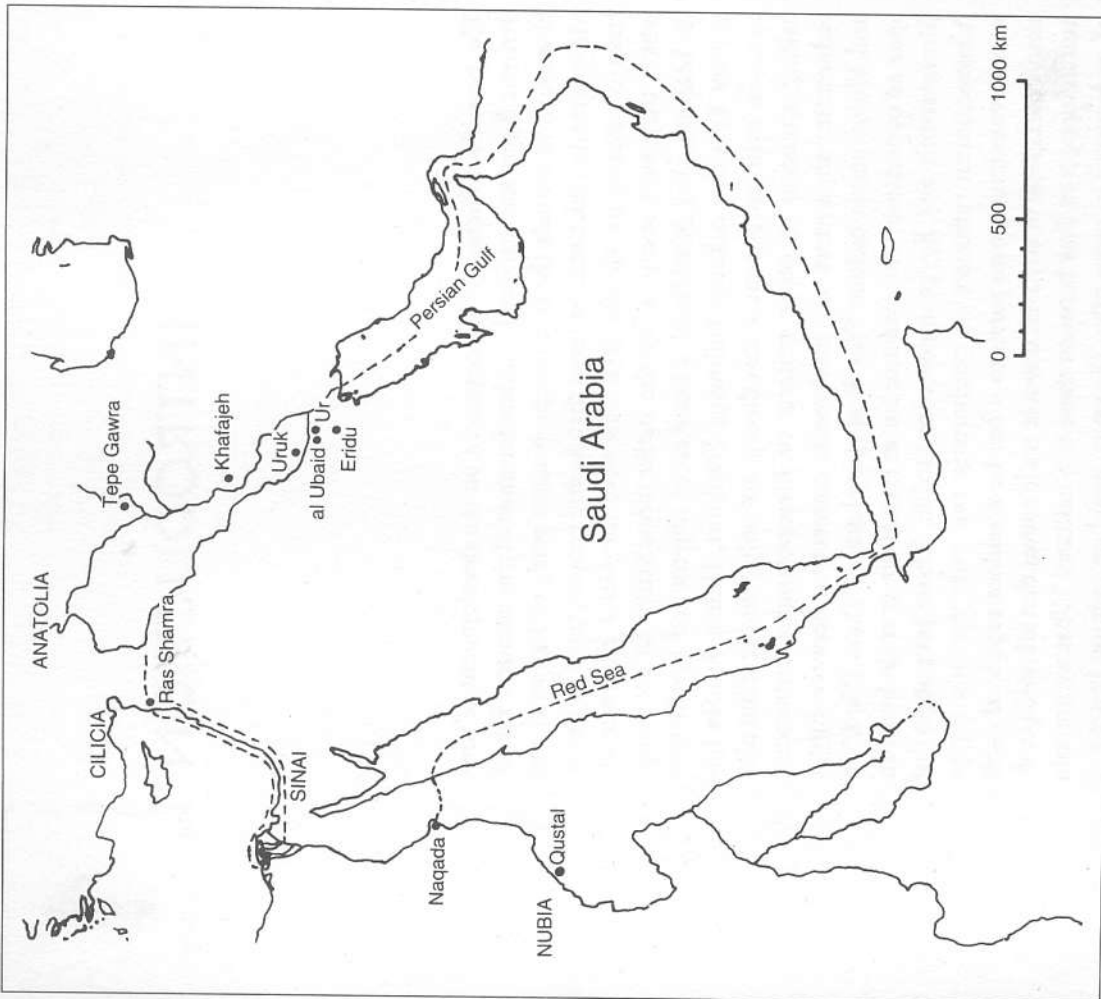 ANATOLIA
Tepe Gawra
CILICIA
Ras Shamra
Khafajeh
Uruk
Ur
al Ubaid
Eridu
SINAI
Persian Gulf
Naqada
Red Sea
Saudi Arabia
Qustal
NUBIA
0 500 1000 km